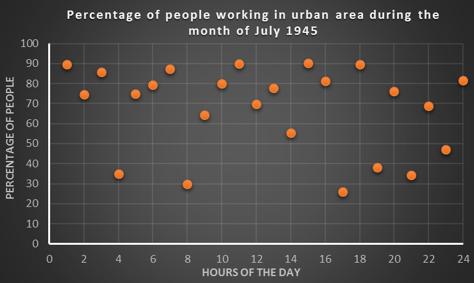 Percentage of people working in urban area during the
month of July 1945
PERCENTAGE OF PEOPLE
100
90
80
70
60
50
40
30
20
10
0
0 2 4 6 8 10 12 14 16 18 20 22 24
HOURS OF THE DAY